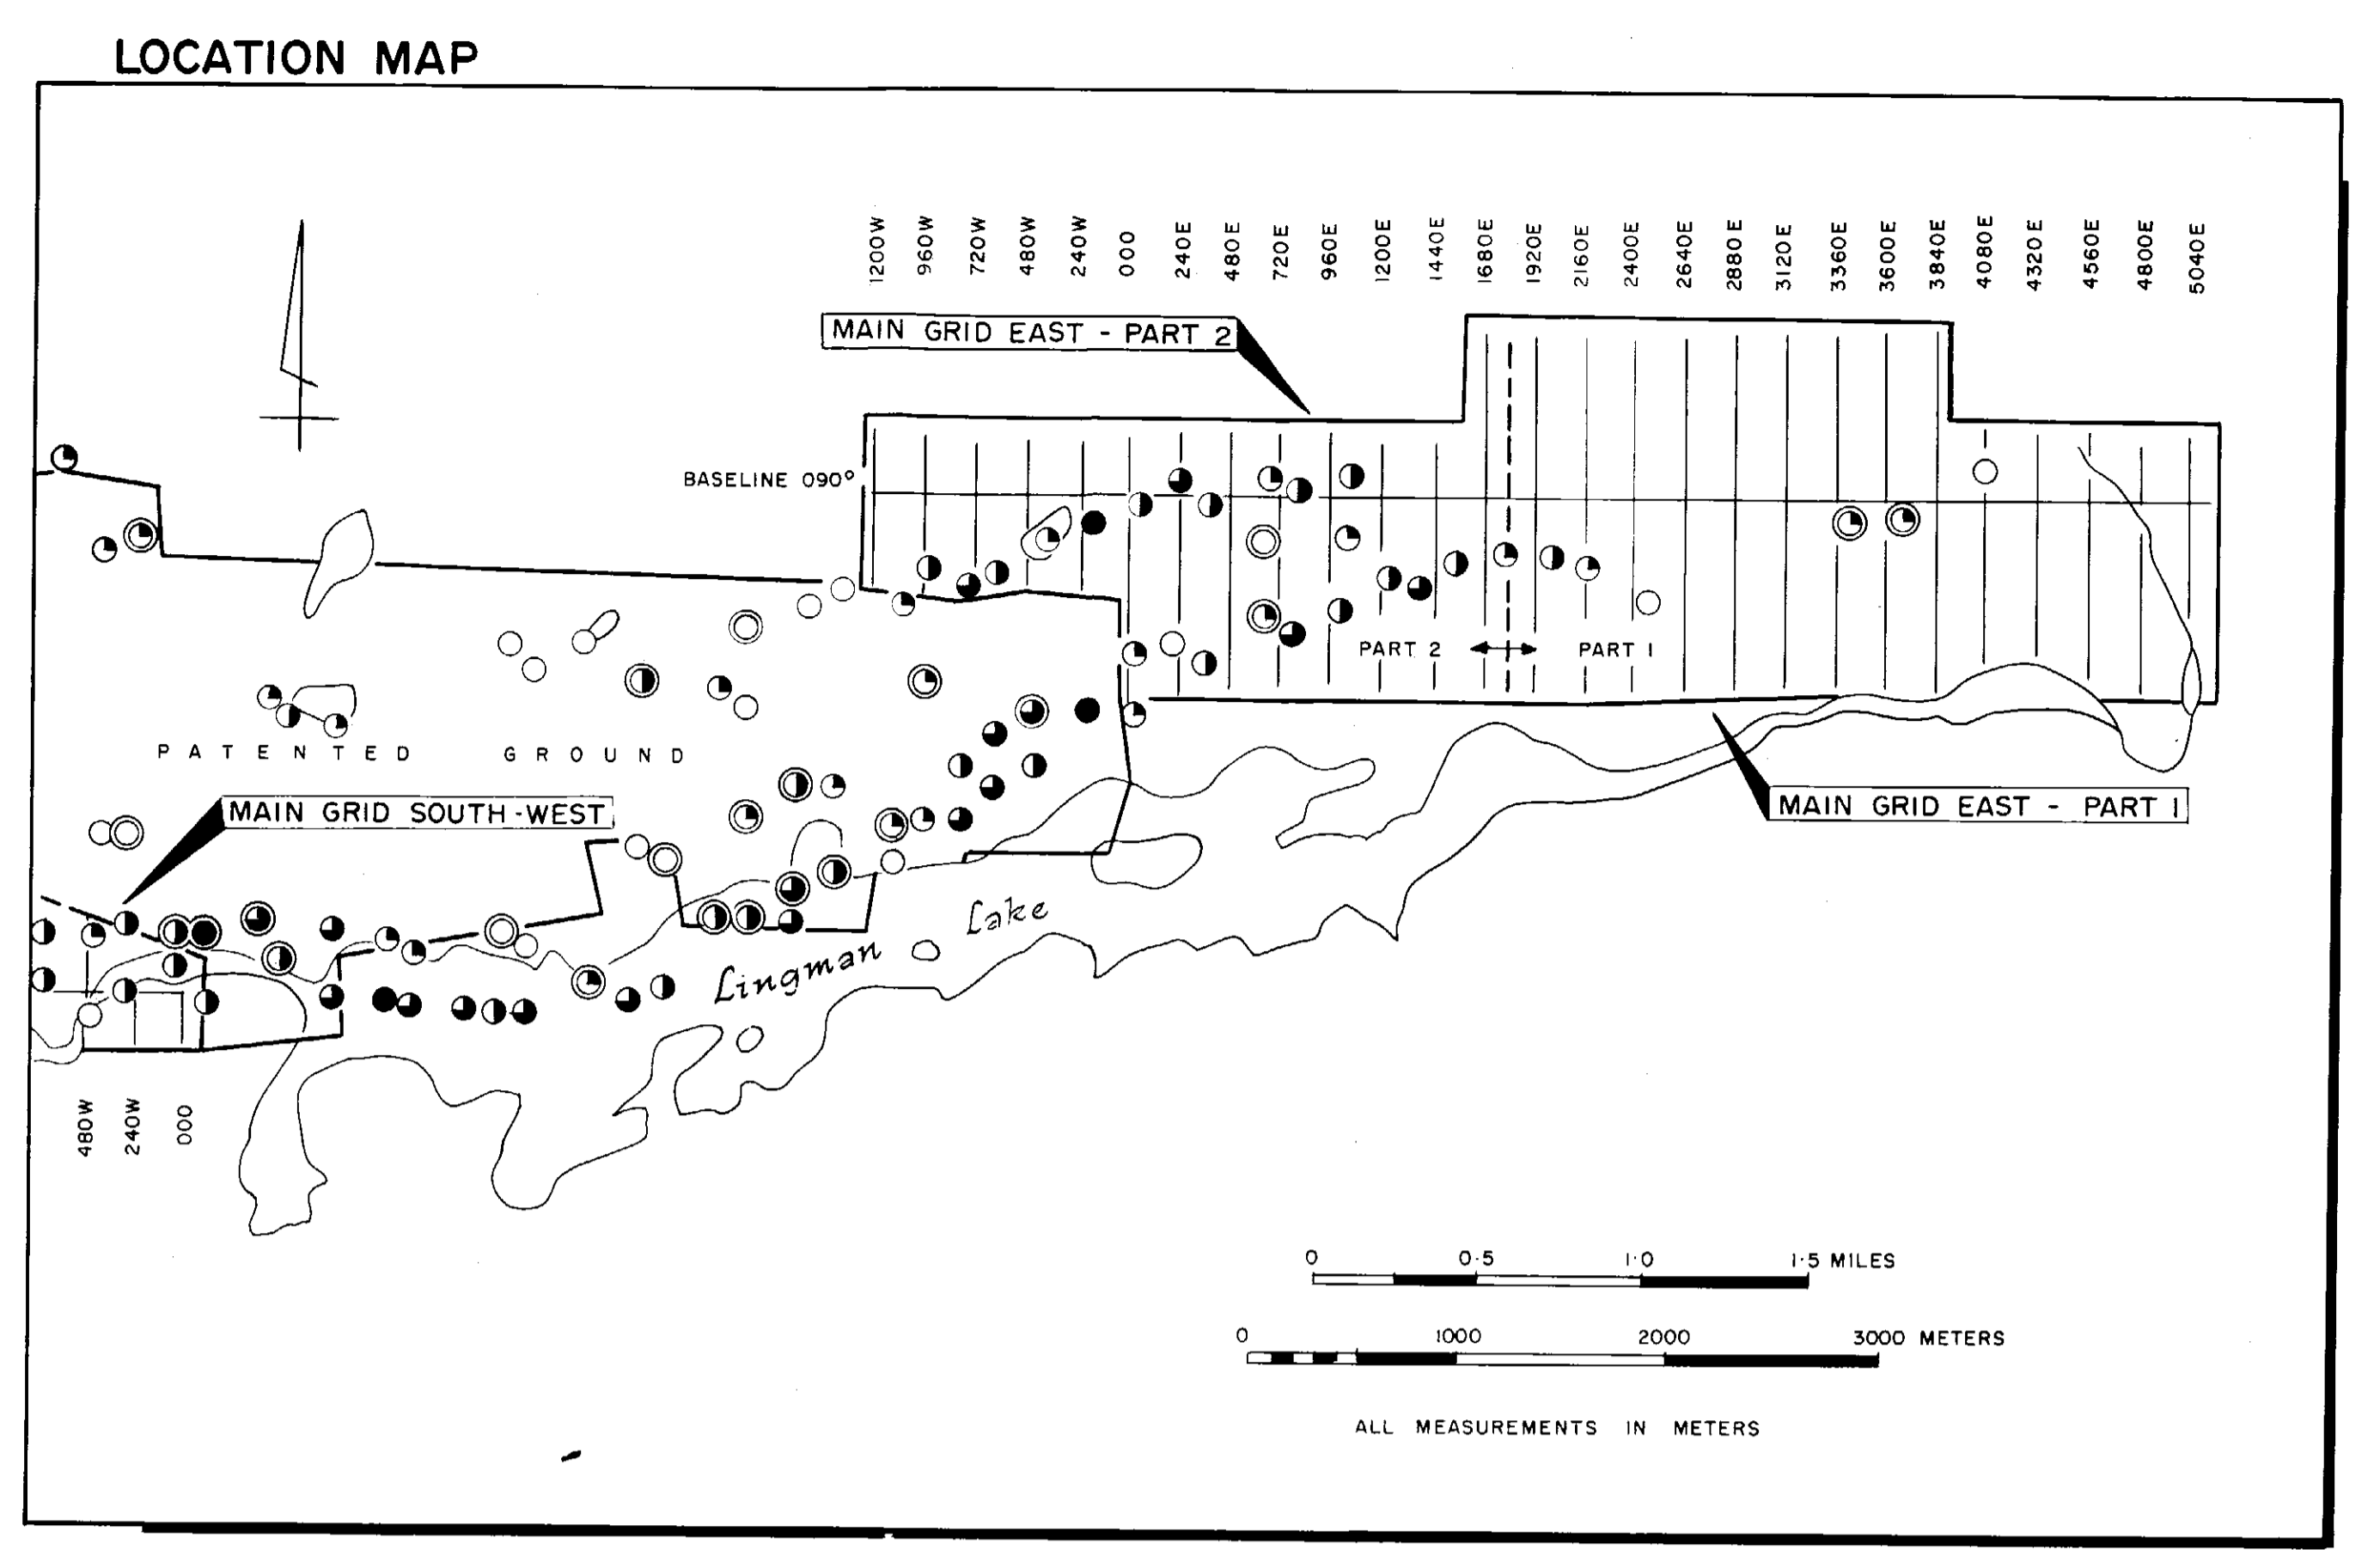 LOCATION MAP
1200W
960W
720W
480W
240W
000
240E
480E
720E
960E
1200E
1440E
1680E
1920E
2160E
2400E
2640E
2880E
3120E
3360E
3600E
3840E
4080E
4320E
4560E
4800E
5040E
MAIN GRID EAST - PART 2
BASELINE 090°
PART 2
PART 1
PATENTED GROUND
MAIN GRID SOUTH-WEST
MAIN GRID EAST - PART 1
Lingman Lake
480W
240W
000
0 0·5 1·0 1·5 MILES
0 1000 2000 3000 METERS
ALL MEASUREMENTS IN METERS